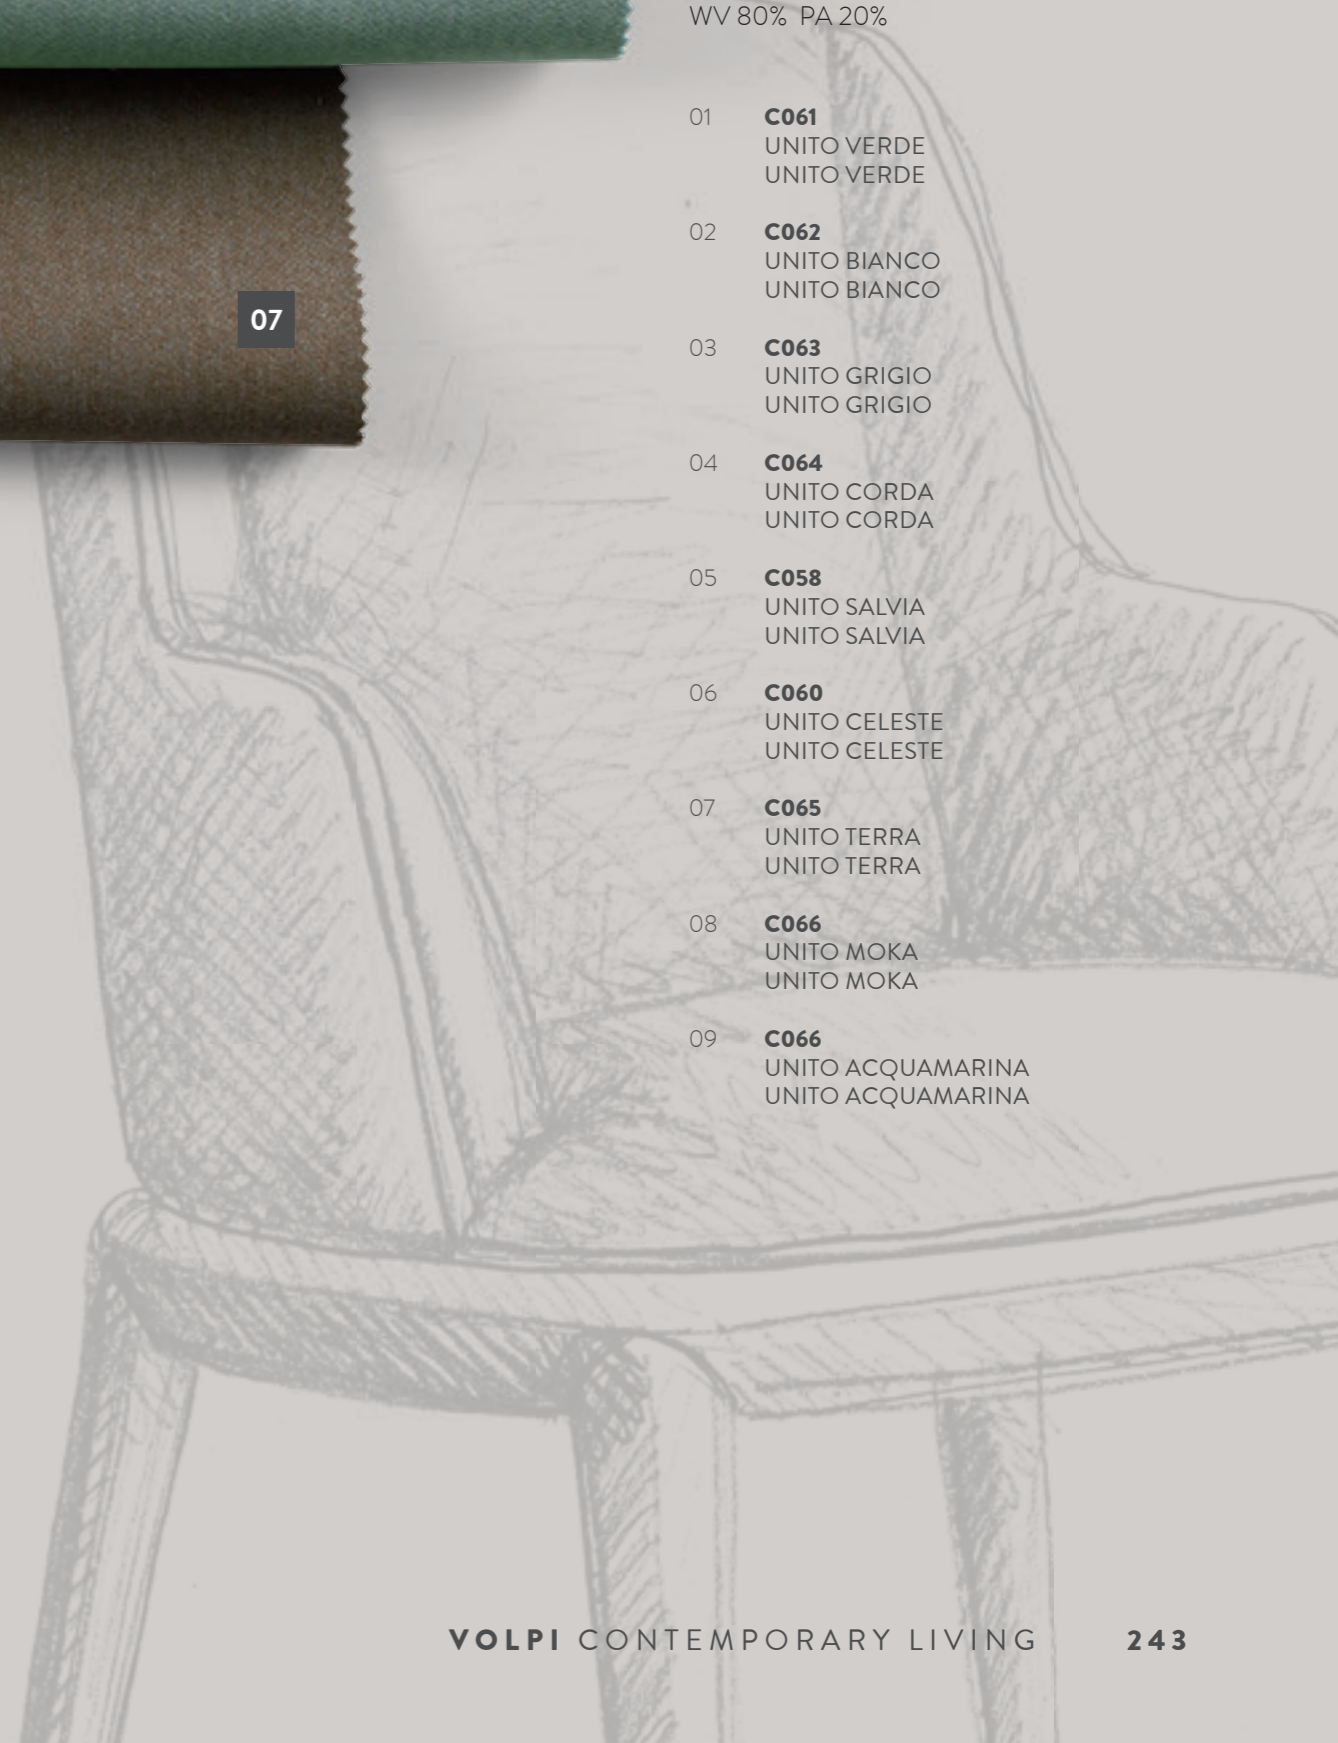 WV 80% PA 20%
01 C061
UNITO VERDE
UNITO VERDE
02 C062
UNITO BIANCO
UNITO BIANCO
03 C063
UNITO GRIGIO
UNITO GRIGIO
04 C064
UNITO CORDA
UNITO CORDA
05 C058
UNITO SALVIA
UNITO SALVIA
06 C060
UNITO CELESTE
UNITO CELESTE
07 C065
UNITO TERRA
UNITO TERRA
08 C066
UNITO MOKA
UNITO MOKA
09 C066
UNITO ACQUAMARINA
UNITO ACQUAMARINA
07
VOLPI CONTEMPORARY LIVING 243